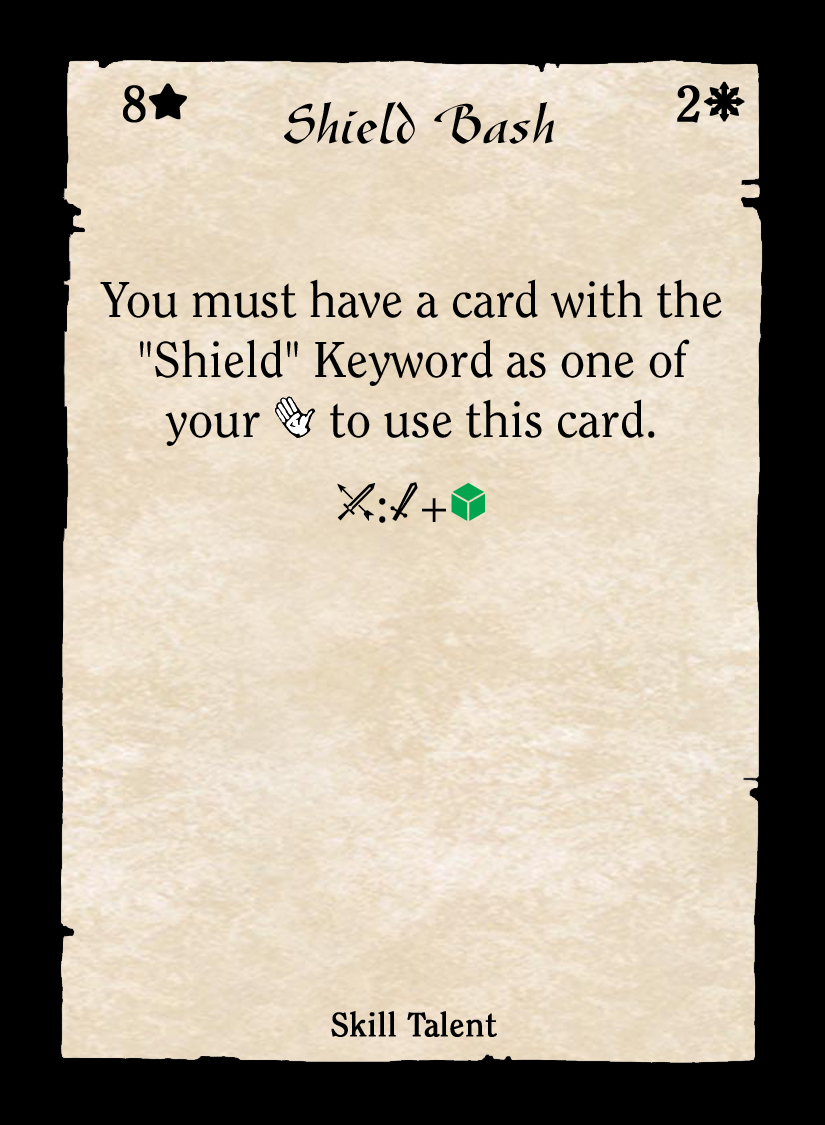 8★ Shield Bash 2
You must have a card with the
"Shield" Keyword as one of
your to use this card.
:+
Skill Talent